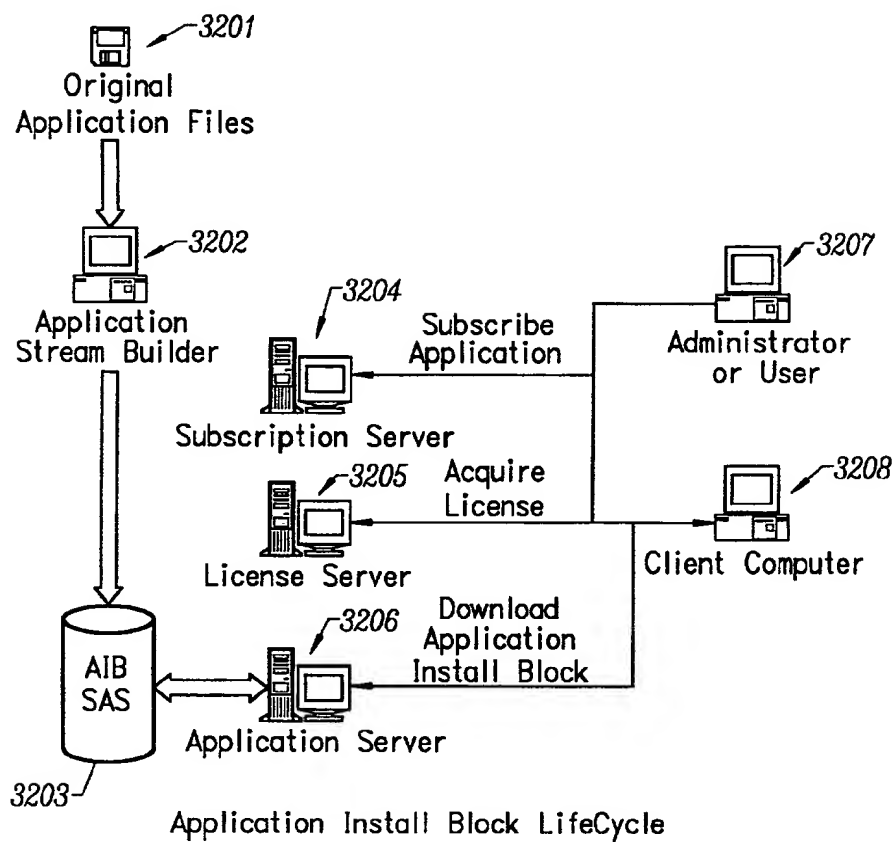 3201
Original
Application Files
3202
Application
Stream Builder
3204
Subscribe
Application
Subscription Server
3207
Administrator
or User
3205
Acquire
License
License Server
3208
Client Computer
3206
Download
Application
Install Block
Application Server
AIB
SAS
3203
Application Install Block LifeCycle